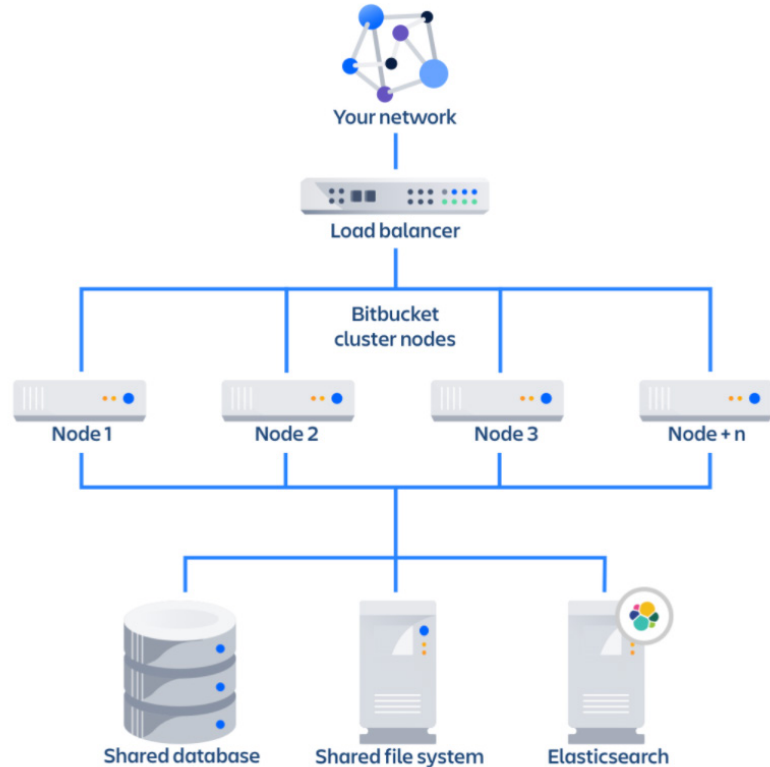 Your network
Load balancer
Bitbucket
cluster nodes
Node 1
Node 2
Node 3
Node + n
Shared database
Shared file system
Elasticsearch